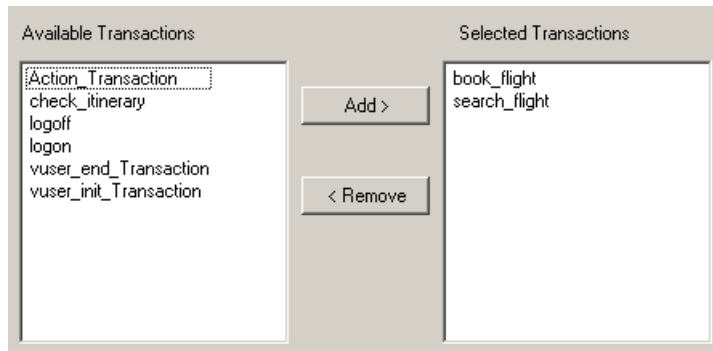 Available Transactions
Selected Transactions
Action_Transaction
check_itinerary
logoff
logon
vuser_end_Transaction
vuser_init_Transaction
Add >
< Remove
book_flight
search_flight